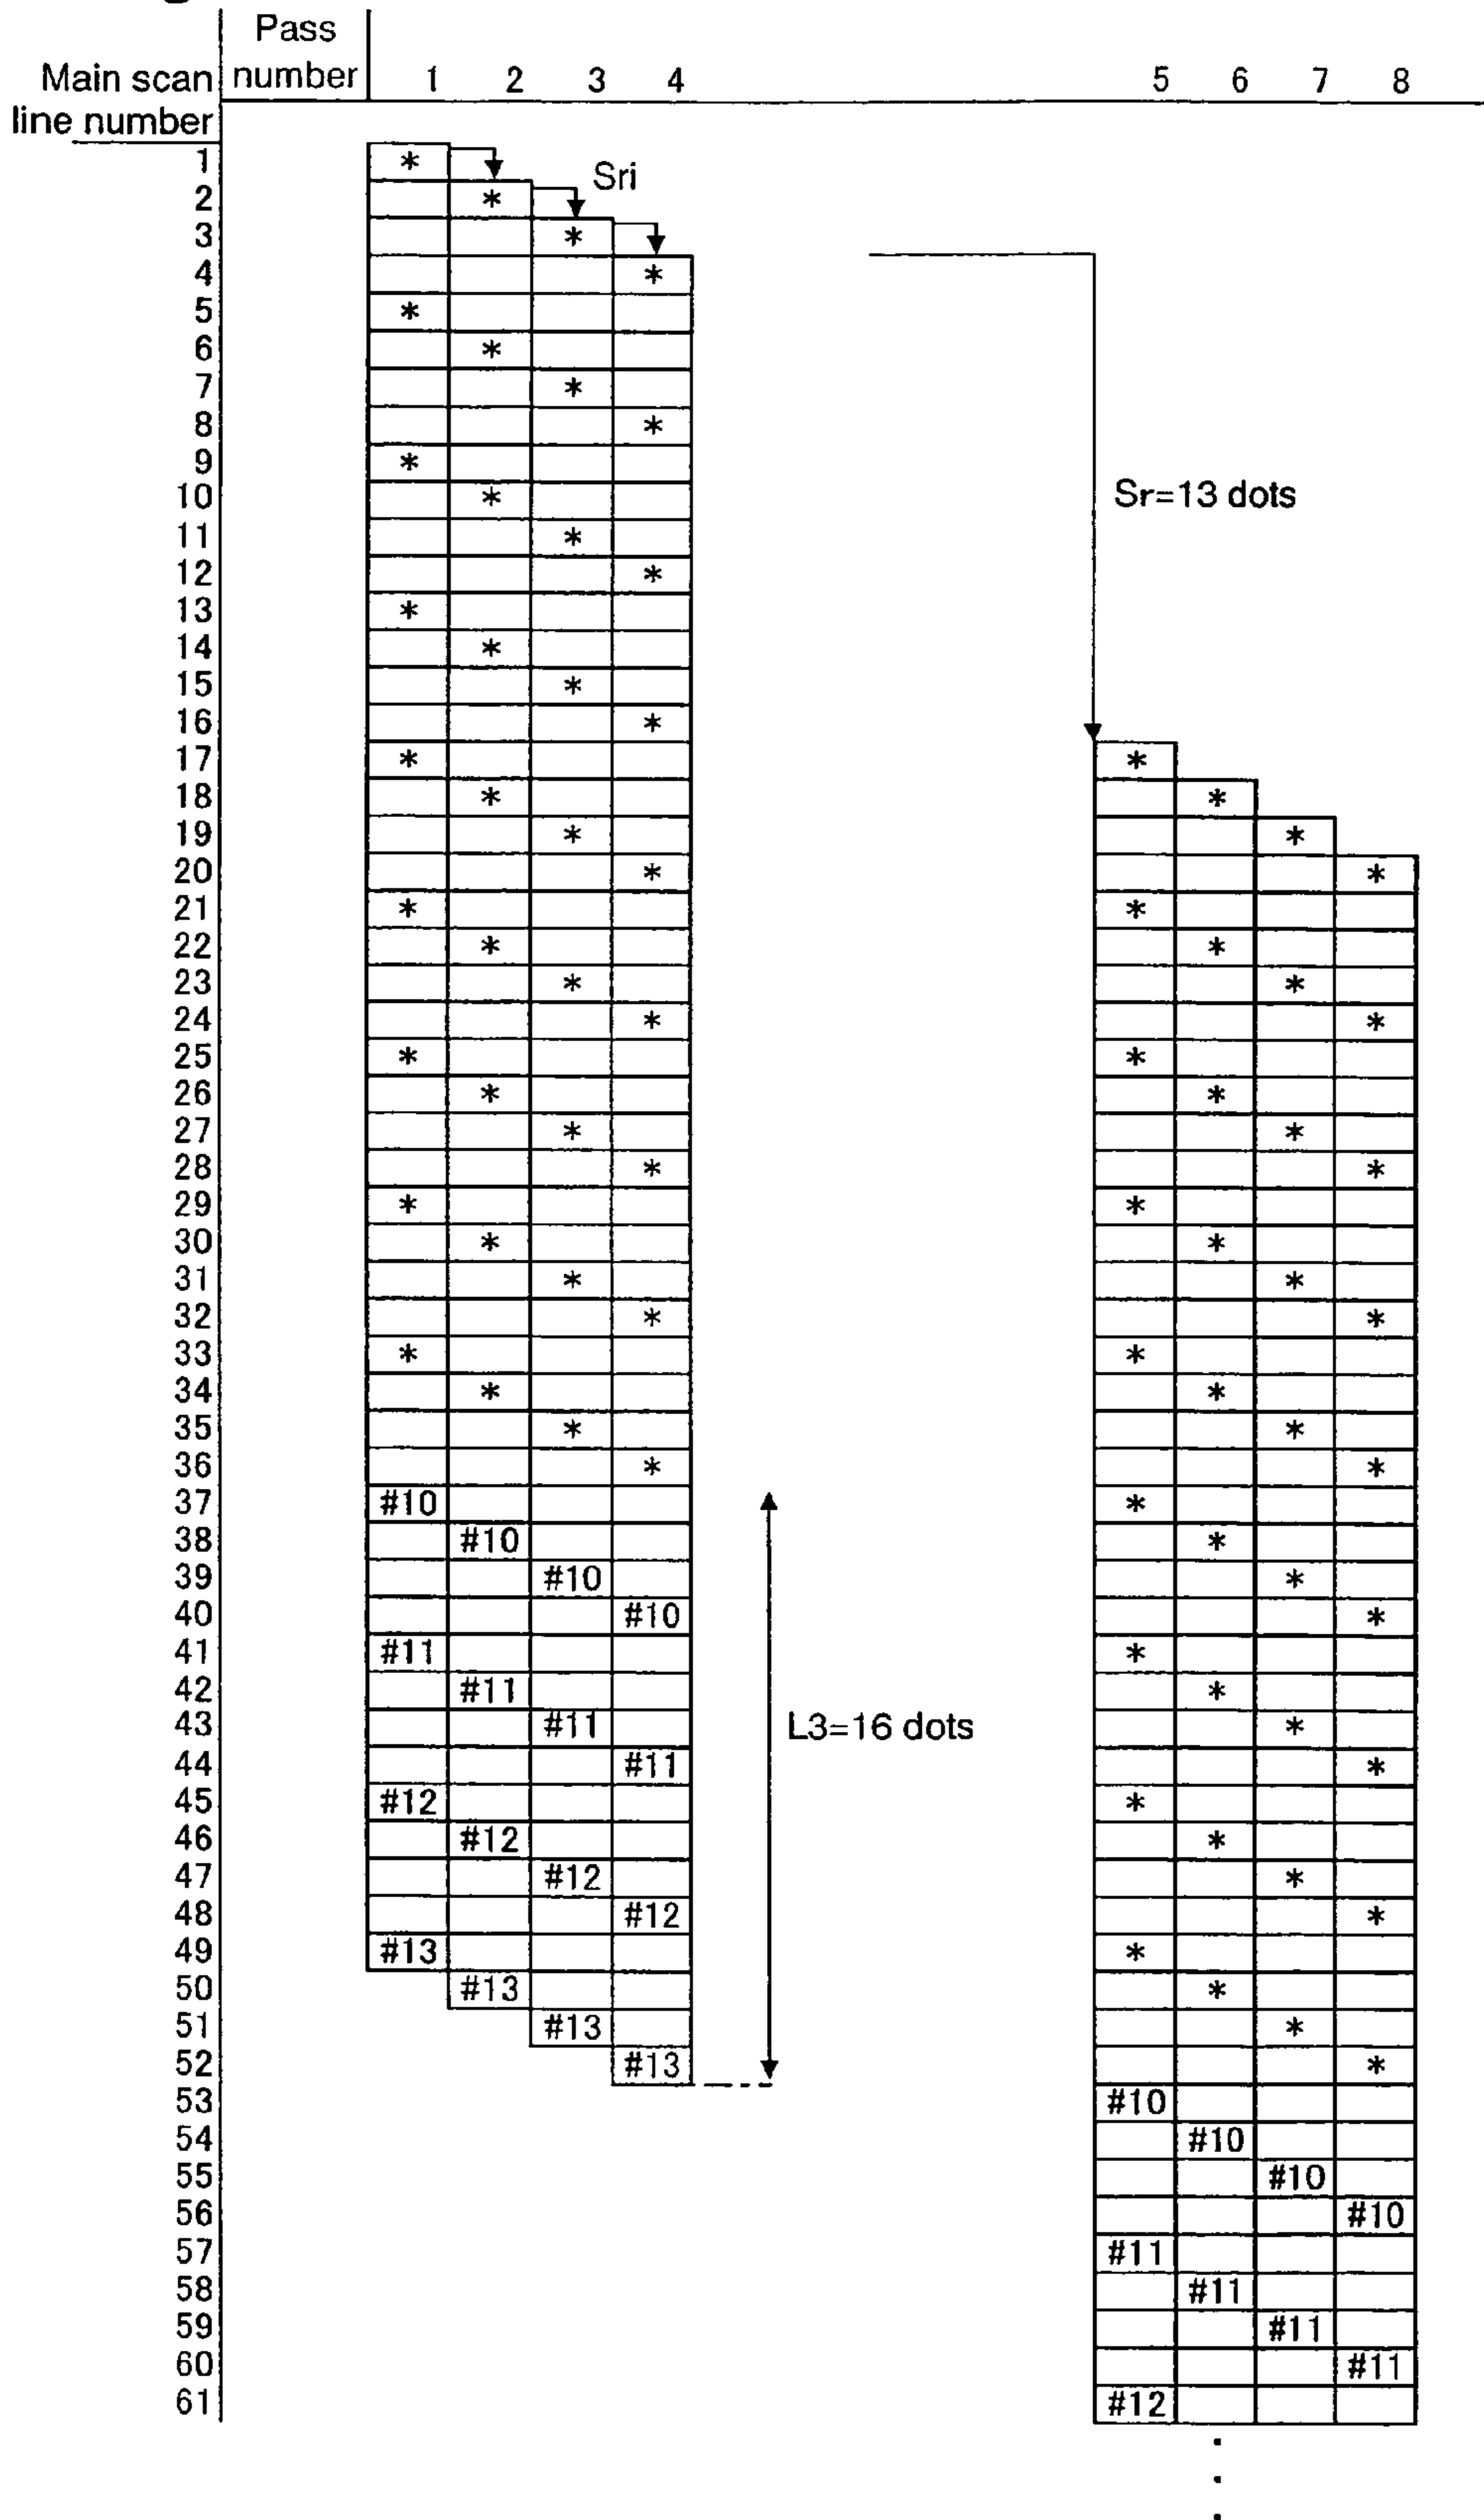 Pass
Main scan number 1 2 3 4 5 6 7 8
line number
1 *
2 * Sri
3 *
4 *
5 *
6 *
7 *
8 *
9 *
10 * Sr=13 dots
11 *
12 *
13 *
14 *
15 *
16 *
17 * *
18 * *
19 * *
20 * *
21 * *
22 * *
23 * *
24 * *
25 * *
26 * *
27 * *
28 * *
29 * *
30 * *
31 * *
32 * *
33 * *
34 * *
35 * *
36 * *
37 #10 *
38 #10 *
39 #10 *
40 #10 *
41 #11 *
42 #11 *
43 #11 L3=16 dots *
44 #11 *
45 #12 *
46 #12 *
47 #12 *
48 #12 *
49 #13 *
50 #13 *
51 #13 *
52 #13 *
53 #10
54 #10
55 #10
56 #10
57 #11
58 #11
59 #11
60 #11
61 #12